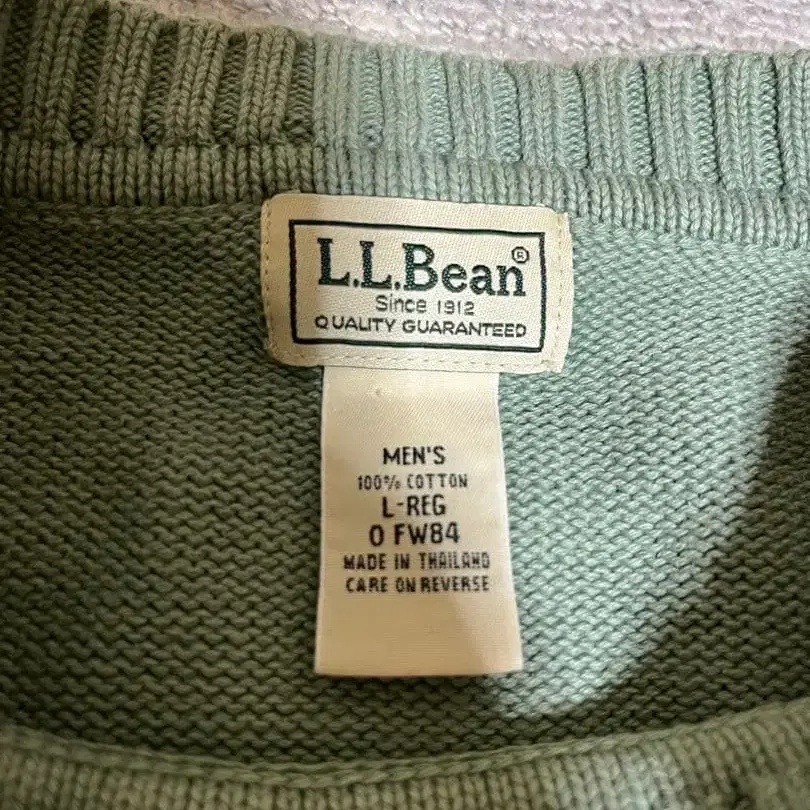 L.L.Bean®
Since 1912
QUALITY GUARANTEED
MEN'S
100% COTTON
L-REG
0 FW84
MADE IN THAILAND
CARE ON REVERSE